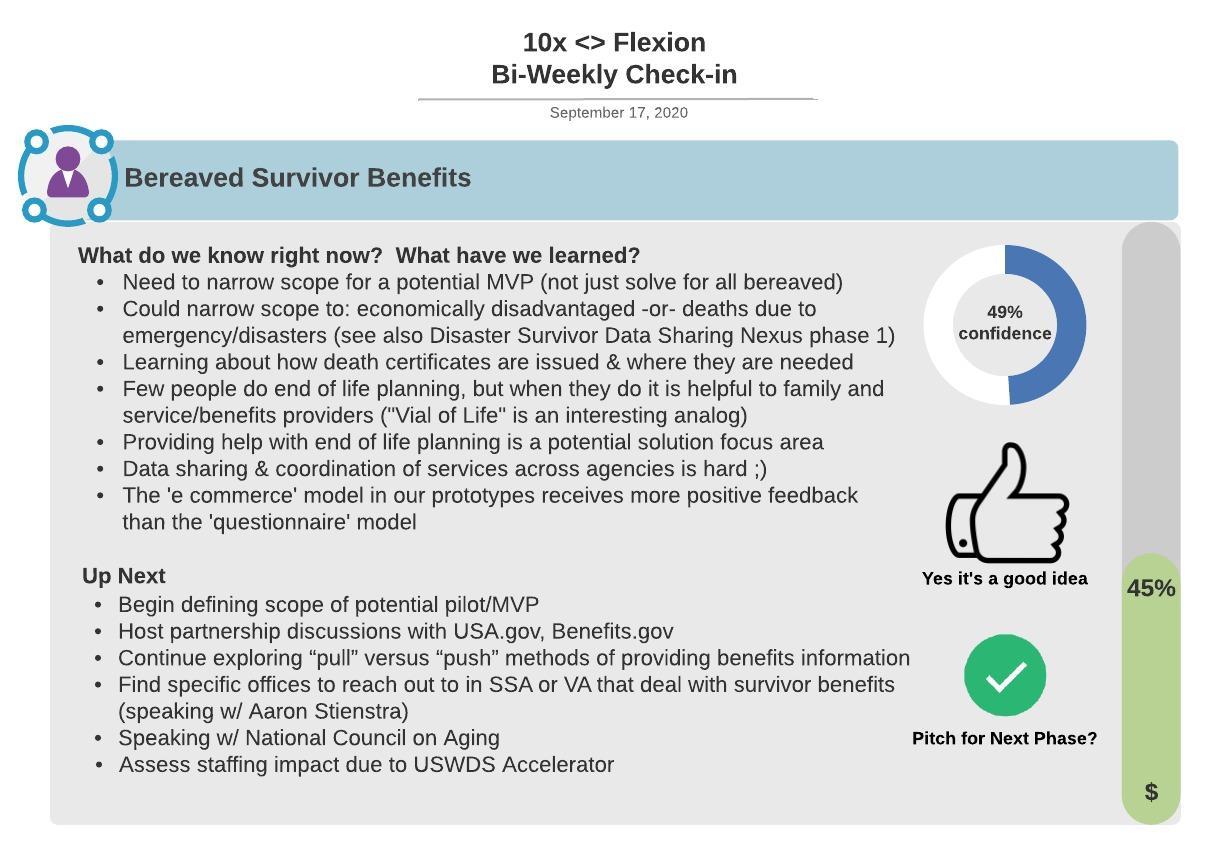 10x <> Flexion
Bi-Weekly Check-in
September 17, 2020
Bereaved Survivor Benefits
What do we know right now?  What have we learned?
• Need to narrow scope for a potential MVP (not just solve for all bereaved)
• Could narrow scope to: economically disadvantaged -or- deaths due to
emergency/disasters (see also Disaster Survivor Data Sharing Nexus phase 1)
• Learning about how death certificates are issued & where they are needed
• Few people do end of life planning, but when they do it is helpful to family and
service/benefits providers ("Vial of Life" is an interesting analog)
• Providing help with end of life planning is a potential solution focus area
• Data sharing & coordination of services across agencies is hard ;)
• The 'e commerce' model in our prototypes receives more positive feedback
than the 'questionnaire' model
Up Next
• Begin defining scope of potential pilot/MVP
• Host partnership discussions with USA.gov, Benefits.gov
• Continue exploring “pull” versus “push” methods of providing benefits information
• Find specific offices to reach out to in SSA or VA that deal with survivor benefits
(speaking w/ Aaron Stienstra)
• Speaking w/ National Council on Aging
• Assess staffing impact due to USWDS Accelerator
49%
confidence
Yes it's a good idea
Pitch for Next Phase?
45%
$